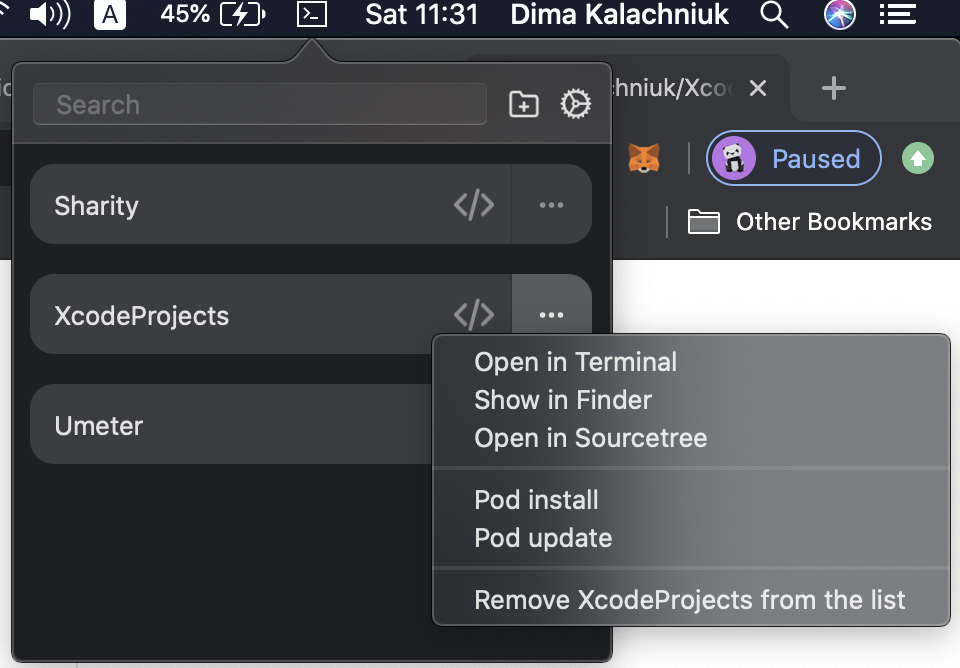 A 45% Sat 11:31 Dima Kalachniuk
Search
hniuk/Xco
Paused
Other Bookmarks
Sharity </> ...
XcodeProjects </> ...
Umeter
Open in Terminal
Show in Finder
Open in Sourcetree
Pod install
Pod update
Remove XcodeProjects from the list